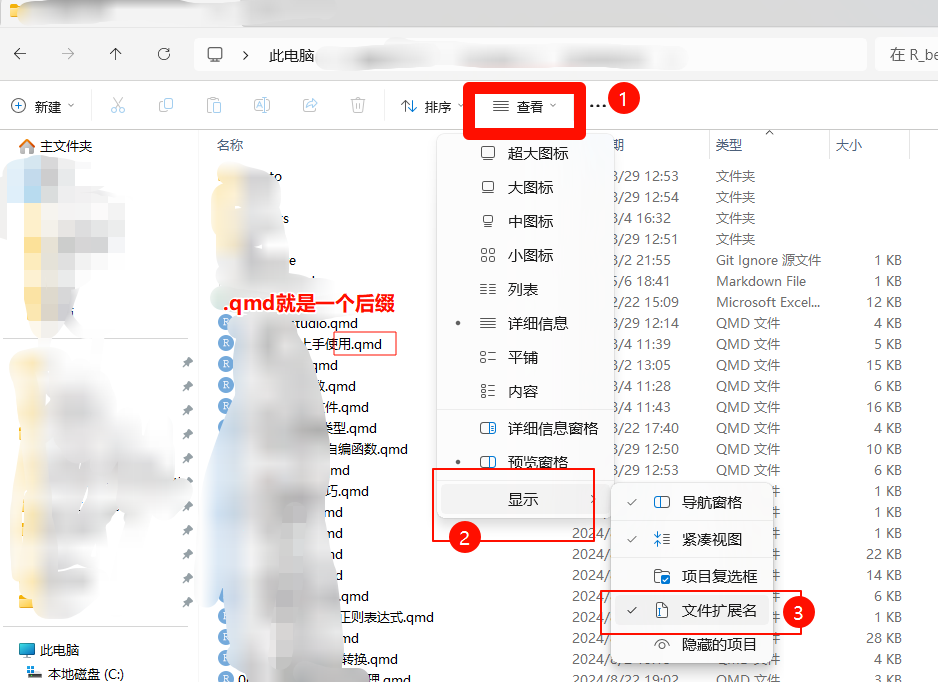 此电脑
在 R_be
新建
排序
查看
1
主文件夹
名称
期
类型
大小
超大图标
大图标
中图标
小图标
列表
详细信息
平铺
内容
详细信息窗格
预览窗格
显示
2
导航窗格
紧凑视图
项目复选框
文件扩展名
3
隐藏的项目
.qmd就是一个后缀
3/29 12:53 文件夹
3/29 12:54 文件夹
3/4 16:32 文件夹
3/29 12:51 文件夹
3/2 21:55 Git Ignore 源文件 1 KB
5/6 18:41 Markdown File 1 KB
2/22 15:09 Microsoft Excel... 12 KB
tudio.qmd 3/29 12:14 QMD 文件 4 KB
上手使用.qmd 3/4 11:39 QMD 文件 5 KB
qmd 3/2 13:05 QMD 文件 15 KB
.qmd 3/4 11:28 QMD 文件 6 KB
件.qmd 3/4 11:43 QMD 文件 16 KB
类型.qmd 3/22 17:40 QMD 文件 4 KB
自编函数.qmd 3/29 12:50 QMD 文件 10 KB
md 3/29 12:53 QMD 文件 6 KB
巧.qmd 1 KB
md 1 KB
md 2024/ 1 KB
nd 2024/ 22 KB
d 2024/ 14 KB
.qmd 2024/ 6 KB
正则表达式.qmd 2024/ 1 KB
md 2024/ 28 KB
转换.qmd 4 KB
理.qmd 2024/8/22 19:02 QMD 文件 3 KB
此电脑
本地磁盘 (C:)